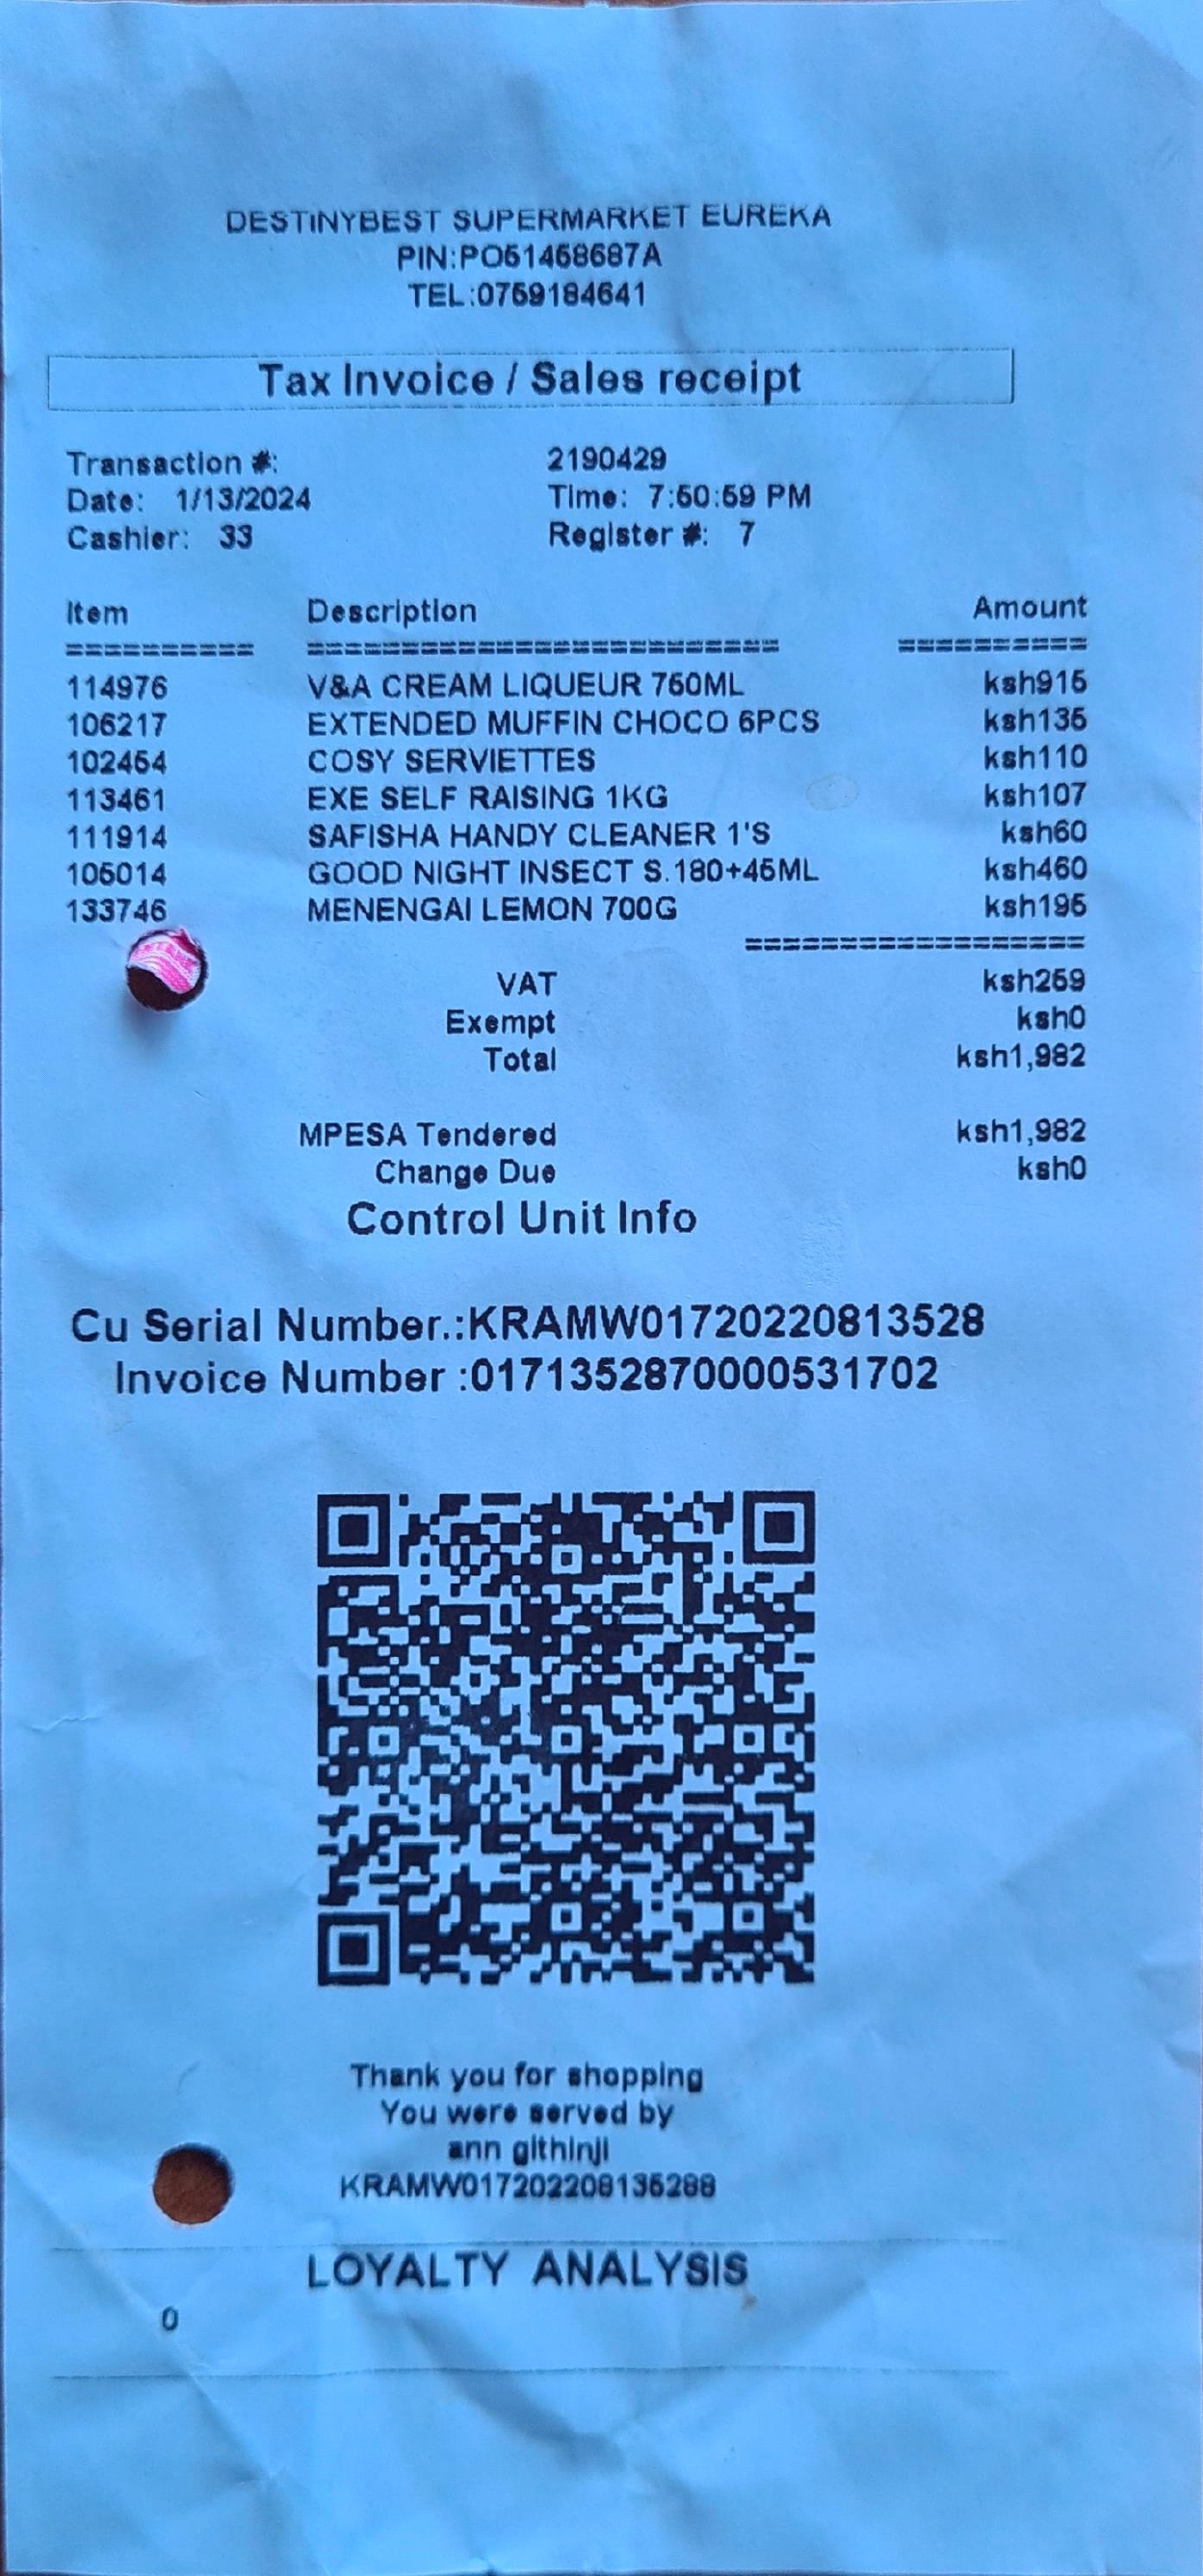 DESTINYBEST SUPERMARKET EUREKA
PIN:PO51458687A
TEL:0759184641
Tax Invoice / Sales receipt
Transaction #: 2190429
Date: 1/13/2024 Time: 7:50:59 PM
Cashier: 33 Register #: 7
Item Description Amount
========== ========================= ==========
114976 V&A CREAM LIQUEUR 750ML ksh915
106217 EXTENDED MUFFIN CHOCO 6PCS ksh135
102454 COSY SERVIETTES ksh110
113461 EXE SELF RAISING 1KG ksh107
111914 SAFISHA HANDY CLEANER 1'S ksh60
105014 GOOD NIGHT INSECT S.180+45ML ksh460
133746 MENENGAI LEMON 700G ksh195
==================
VAT ksh259
Exempt ksh0
Total ksh1,982
MPESA Tendered ksh1,982
Change Due ksh0
Control Unit Info
Cu Serial Number.:KRAMW01720220813528
Invoice Number :0171352870000531702
Thank you for shopping
You were served by
ann githinji
KRAMW017202208135288
LOYALTY ANALYSIS
0